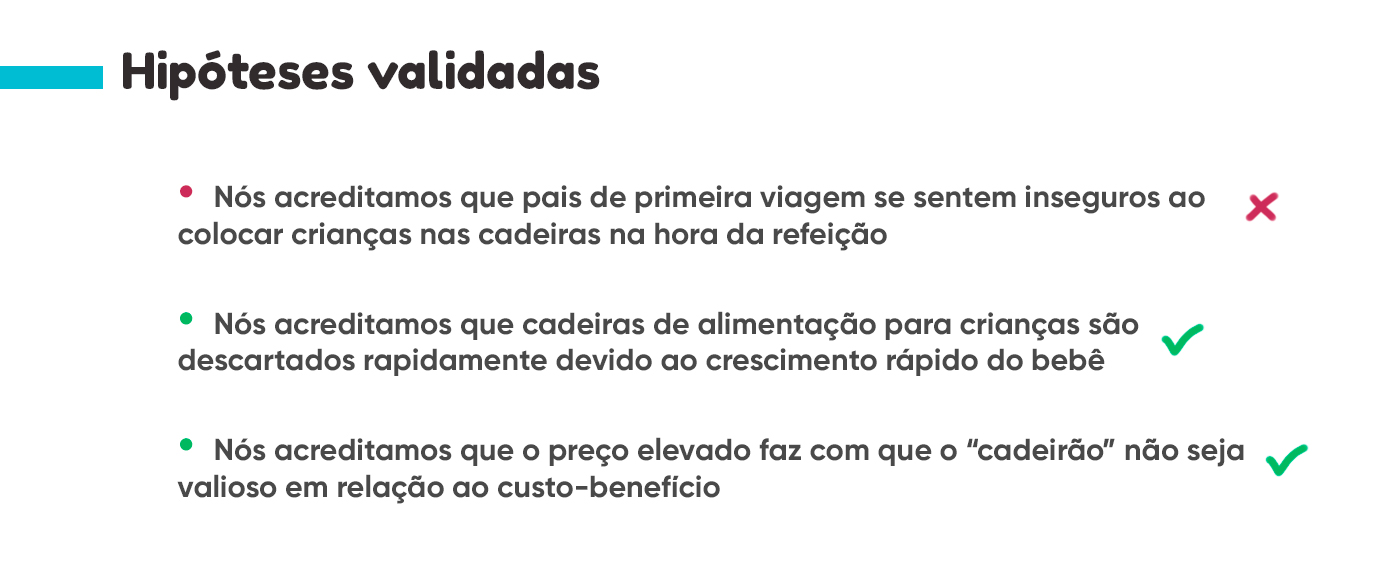 Hipóteses validadas
• Nós acreditamos que pais de primeira viagem se sentem inseguros ao
colocar crianças nas cadeiras na hora da refeição
• Nós acreditamos que cadeiras de alimentação para crianças são
descartados rapidamente devido ao crescimento rápido do bebê
• Nós acreditamos que o preço elevado faz com que o “cadeirão” não seja
valioso em relação ao custo-benefício